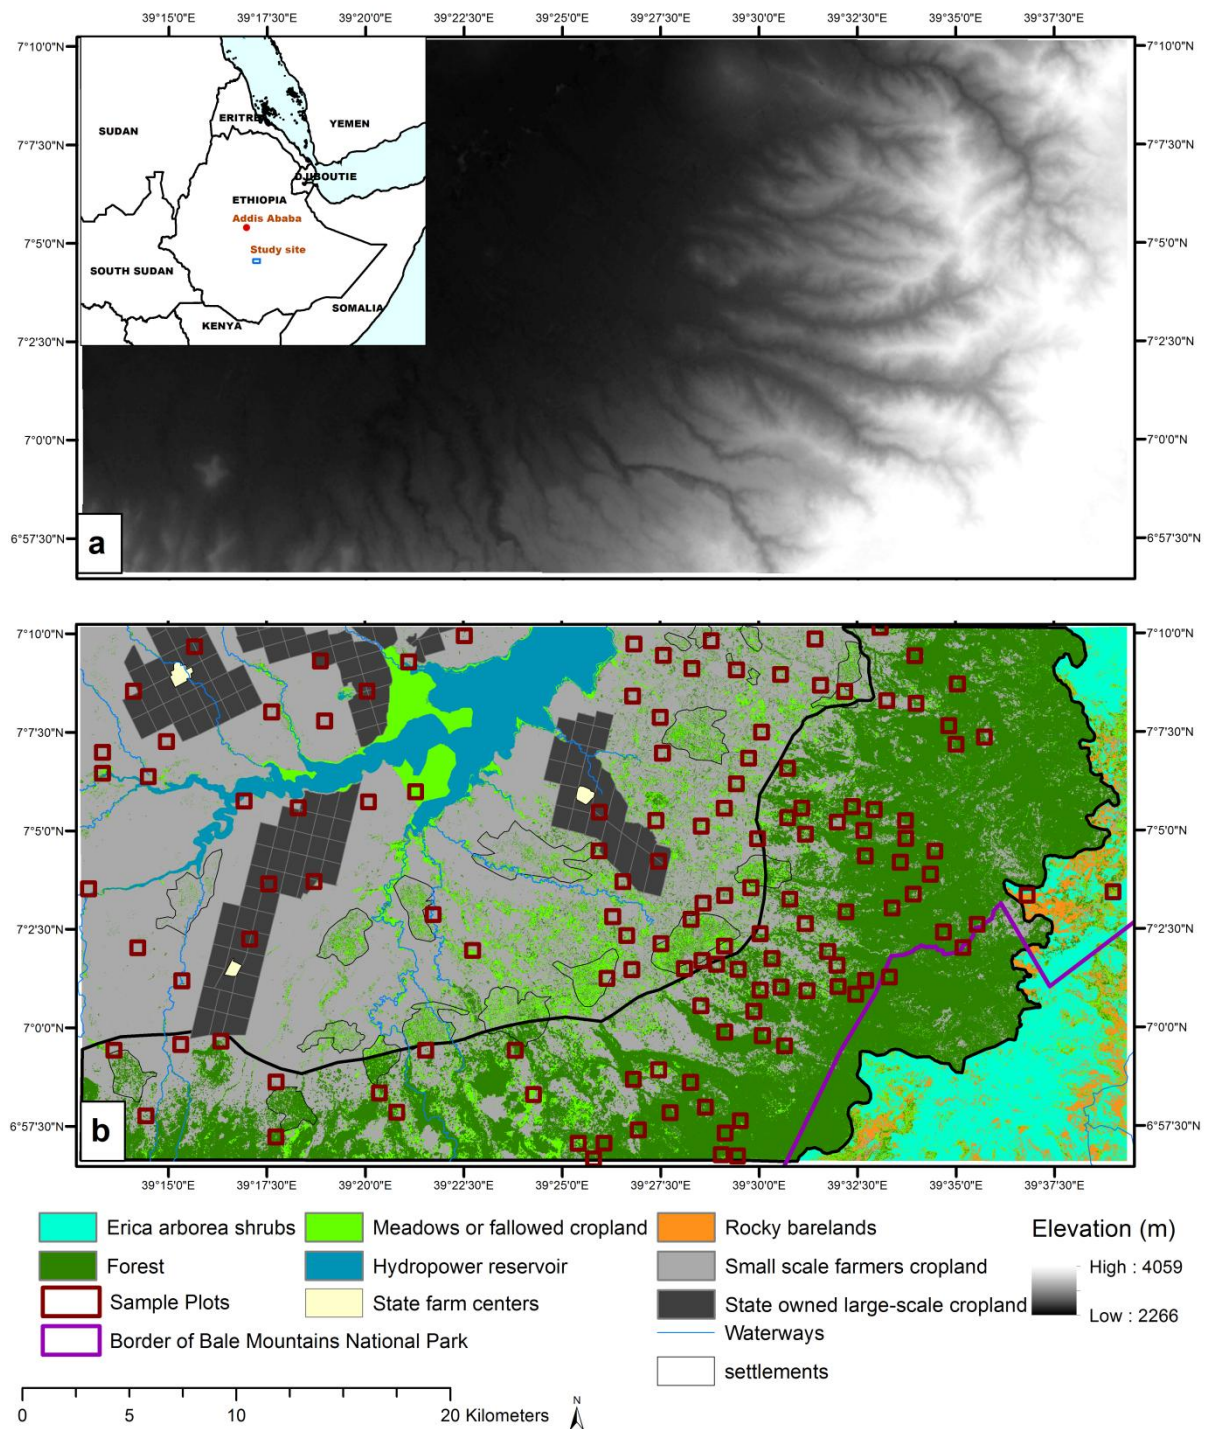 39°15'0"E 39°17'30"E 39°20'0"E 39°22'30"E 39°25'0"E 39°27'30"E 39°30'0"E 39°32'30"E 39°35'0"E 39°37'30"E
7°10'0"N 7°10'0"N
SUDAN
ERITRE
YEMEN
7°7'30"N 7°7'30"N
DJIBOUTIE
ETHIOPIA
Addis Ababa
7°5'0"N 7°5'0"N
Study site
SOUTH SUDAN
SOMALIA
KENYA
7°2'30"N 7°2'30"N
7°0'0"N 7°0'0"N
6°57'30"N 6°57'30"N
a
7°10'0"N 7°10'0"N
7°7'30"N 7°7'30"N
7°5'0"N 7°5'0"N
7°2'30"N 7°2'30"N
7°0'0"N 7°0'0"N
6°57'30"N 6°57'30"N
b
39°15'0"E 39°17'30"E 39°20'0"E 39°22'30"E 39°25'0"E 39°27'30"E 39°30'0"E 39°32'30"E 39°35'0"E 39°37'30"E
Erica arborea shrubs
Forest
Sample Plots
Border of Bale Mountains National Park
Meadows or fallowed cropland
Hydropower reservoir
State farm centers
Rocky barelands
Small scale farmers cropland
State owned large-scale cropland
Waterways
settlements
Elevation (m)
High : 4059
Low : 2266
0 5 10 20 Kilometers
N